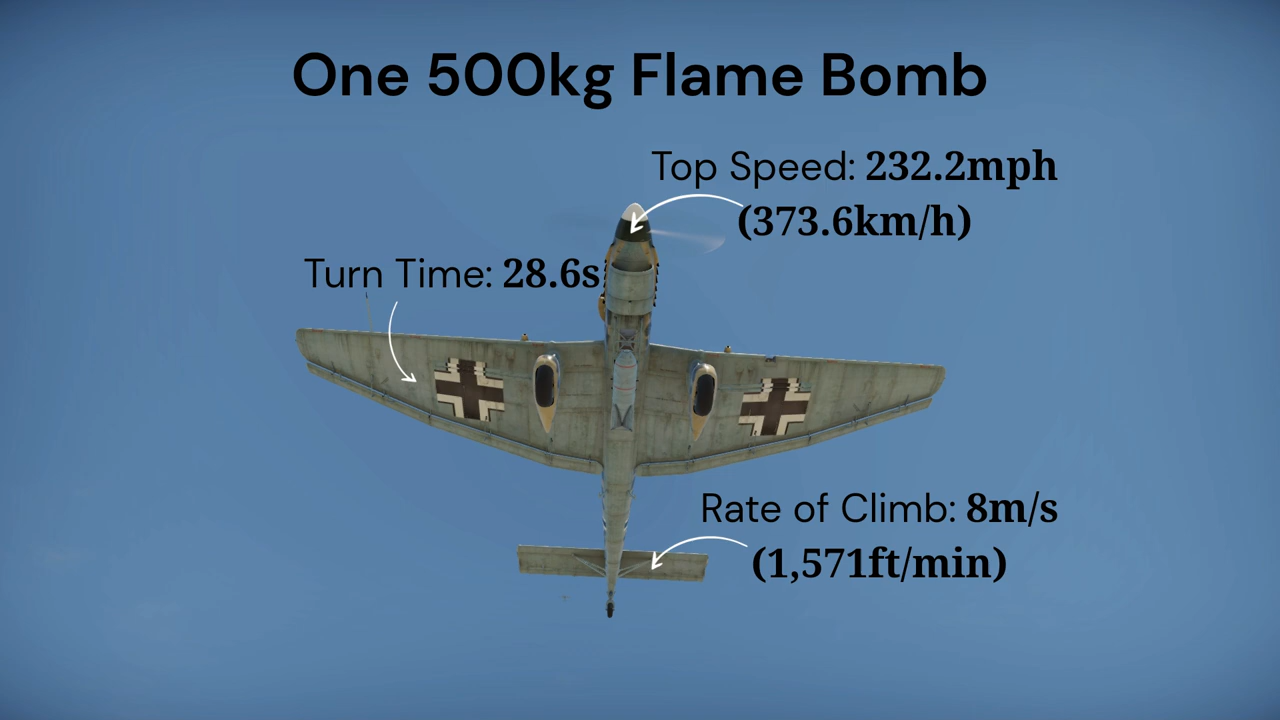 One 500kg Flame Bomb
Top Speed: 232.2mph
(373.6km/h)
Turn Time: 28.6s
Rate of Climb: 8m/s
(1,571ft/min)